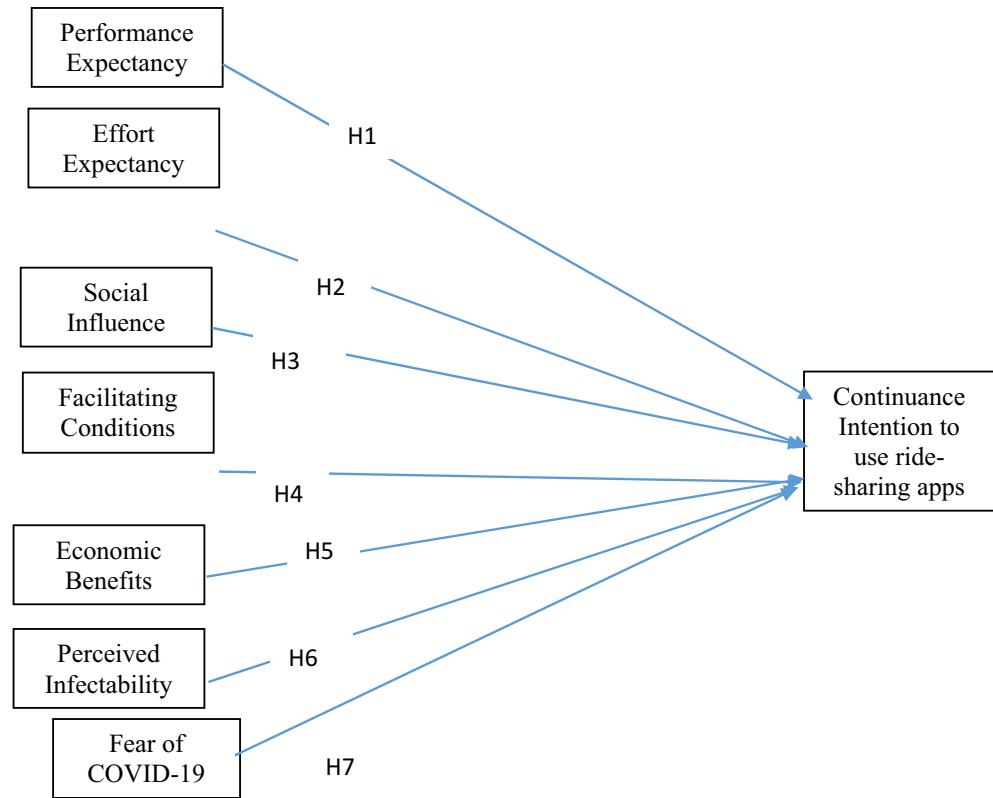 Performance
Expectancy
H1
Effort
Expectancy
H2
Social
Influence
H3
Facilitating
Conditions
H4
Continuance
Intention to
use ride-
sharing apps
Economic
Benefits
H5
Perceived
Infectability
H6
Fear of
COVID-19
H7